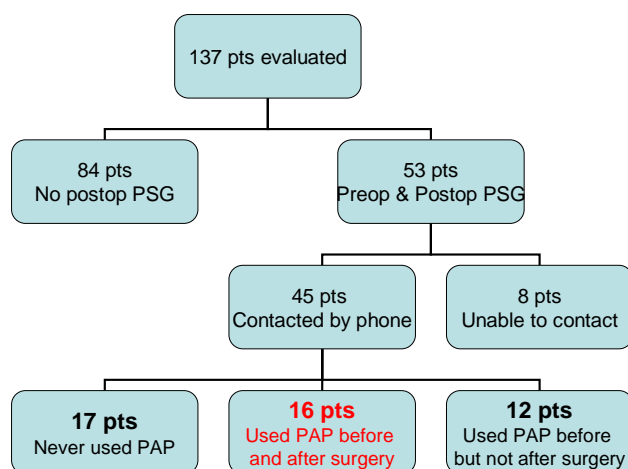 137 pts evaluated
84 pts
No postop PSG
53 pts
Preop & Postop PSG
45 pts
Contacted by phone
8 pts
Unable to contact
17 pts
Never used PAP
16 pts
Used PAP before
and after surgery
12 pts
Used PAP before
but not after surgery